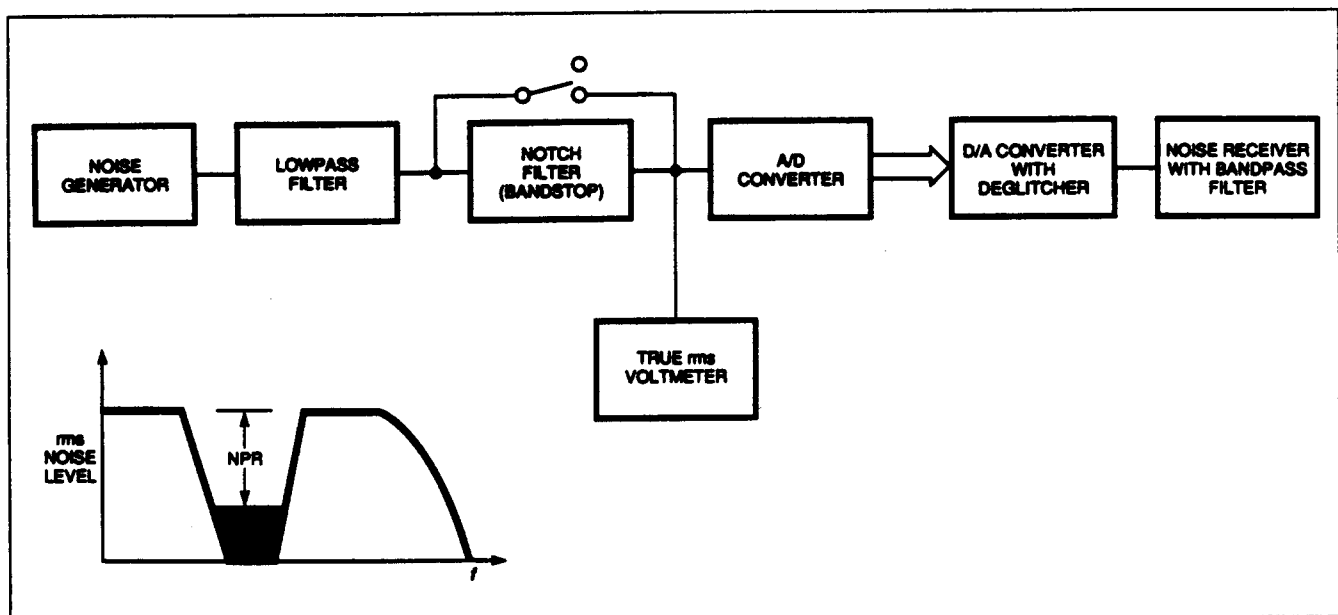 NOISE
GENERATOR
LOWPASS
FILTER
NOTCH
FILTER
(BANDSTOP)
A/D
CONVERTER
D/A CONVERTER
WITH
DEGLITCHER
NOISE RECEIVER
WITH BANDPASS
FILTER
TRUE rms
VOLTMETER
rms
NOISE
LEVEL
NPR
f